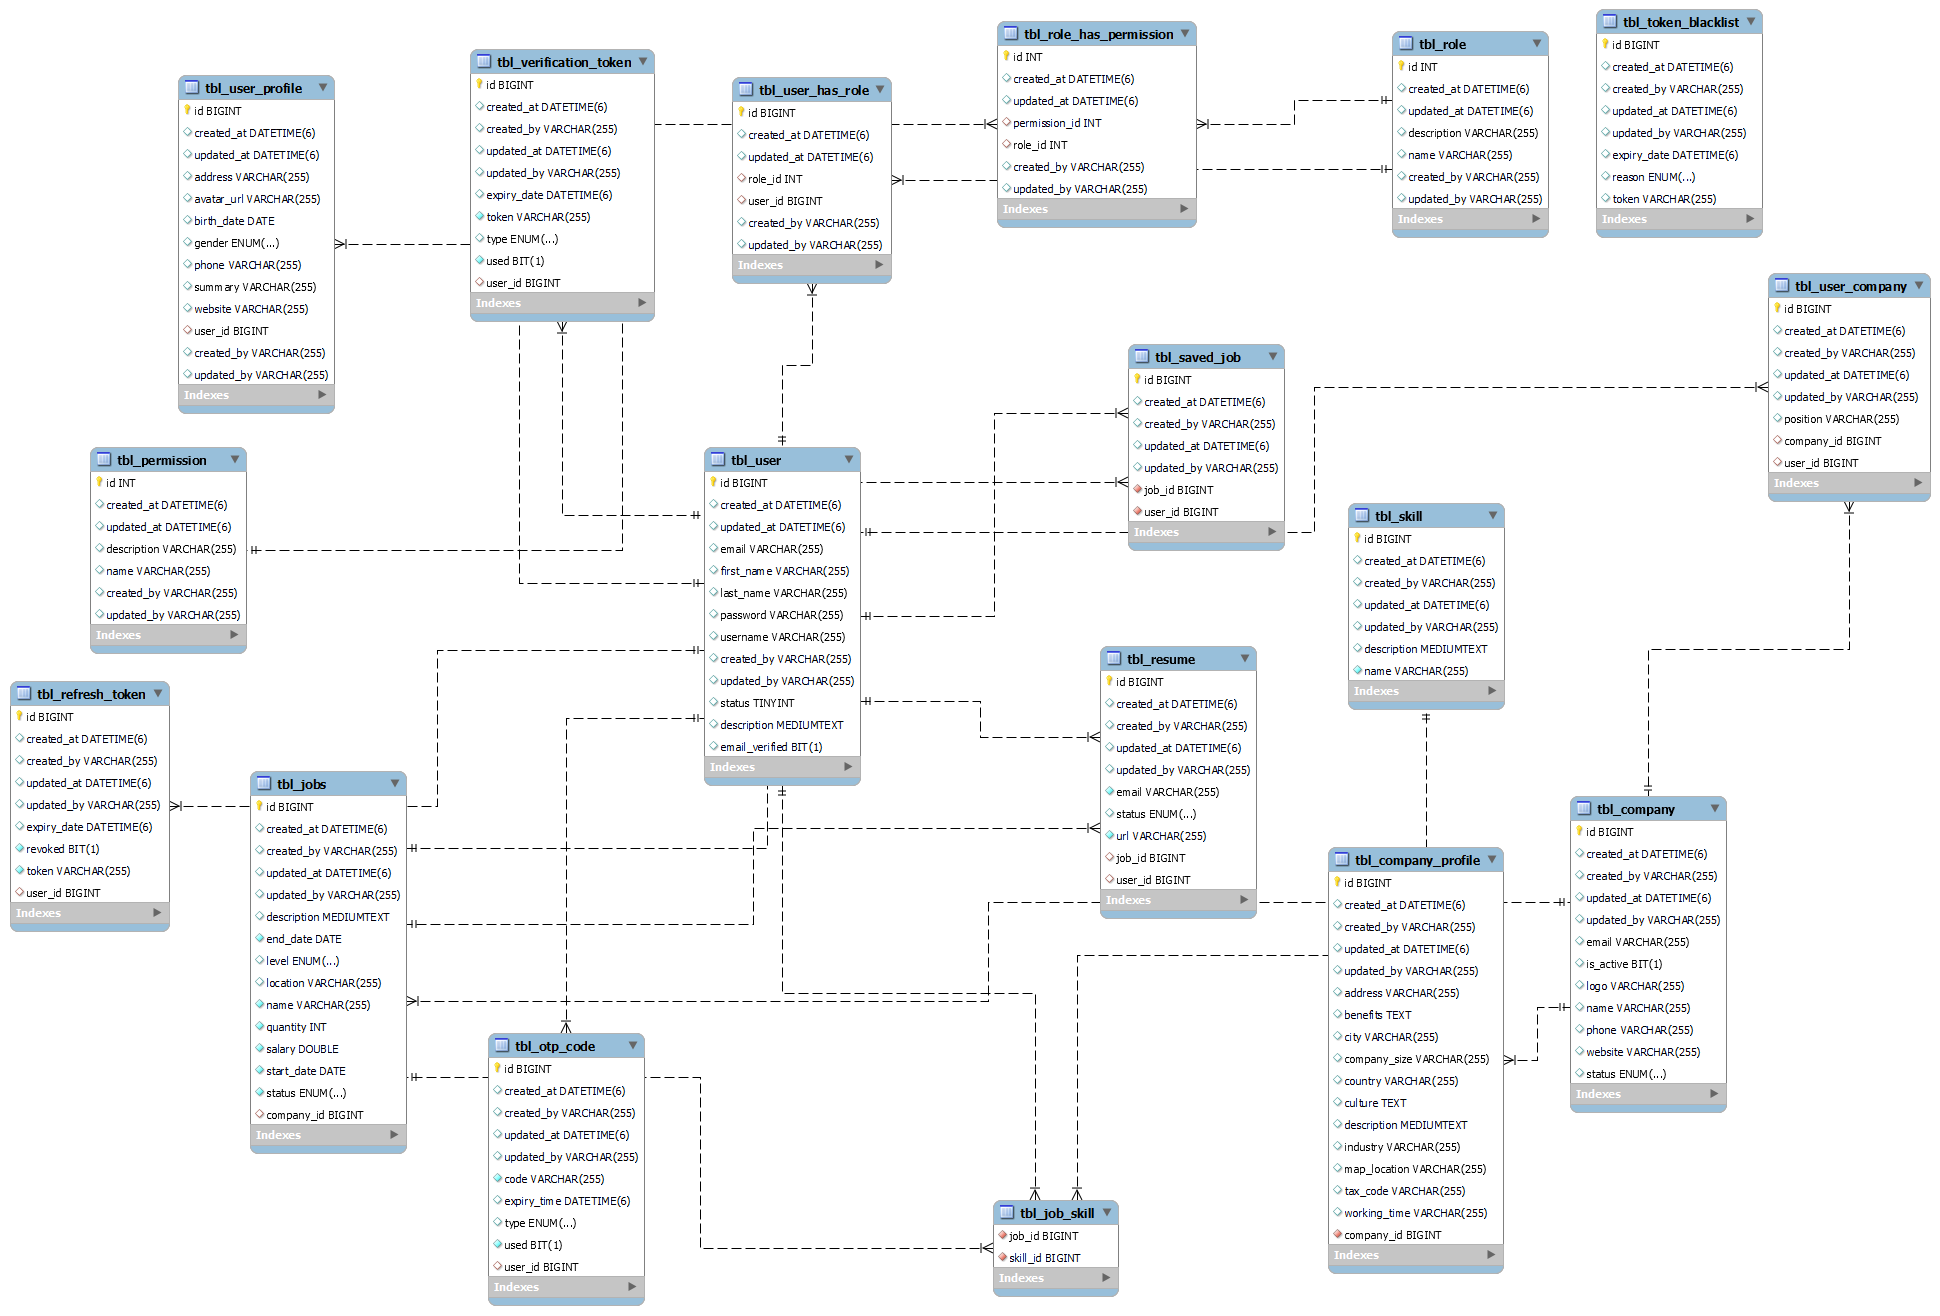 tbl_user_profile
id BIGINT
created_at DATETIME(6)
updated_at DATETIME(6)
address VARCHAR(255)
avatar_url VARCHAR(255)
birth_date DATE
gender ENUM(...)
phone VARCHAR(255)
summary VARCHAR(255)
website VARCHAR(255)
user_id BIGINT
created_by VARCHAR(255)
updated_by VARCHAR(255)
Indexes
tbl_verification_token
id BIGINT
created_at DATETIME(6)
created_by VARCHAR(255)
updated_at DATETIME(6)
updated_by VARCHAR(255)
expiry_date DATETIME(6)
token VARCHAR(255)
type ENUM(...)
used BIT(1)
user_id BIGINT
Indexes
tbl_user_has_role
id BIGINT
created_at DATETIME(6)
updated_at DATETIME(6)
role_id INT
user_id BIGINT
created_by VARCHAR(255)
updated_by VARCHAR(255)
Indexes
tbl_role_has_permission
id INT
created_at DATETIME(6)
updated_at DATETIME(6)
permission_id INT
role_id INT
created_by VARCHAR(255)
updated_by VARCHAR(255)
Indexes
tbl_role
id INT
created_at DATETIME(6)
updated_at DATETIME(6)
description VARCHAR(255)
name VARCHAR(255)
created_by VARCHAR(255)
updated_by VARCHAR(255)
Indexes
tbl_token_blacklist
id BIGINT
created_at DATETIME(6)
created_by VARCHAR(255)
updated_at DATETIME(6)
updated_by VARCHAR(255)
expiry_date DATETIME(6)
reason ENUM(...)
token VARCHAR(255)
Indexes
tbl_user_company
id BIGINT
created_at DATETIME(6)
created_by VARCHAR(255)
updated_at DATETIME(6)
updated_by VARCHAR(255)
position VARCHAR(255)
company_id BIGINT
user_id BIGINT
Indexes
tbl_saved_job
id BIGINT
created_at DATETIME(6)
created_by VARCHAR(255)
updated_at DATETIME(6)
updated_by VARCHAR(255)
job_id BIGINT
user_id BIGINT
Indexes
tbl_permission
id INT
created_at DATETIME(6)
updated_at DATETIME(6)
description VARCHAR(255)
name VARCHAR(255)
created_by VARCHAR(255)
updated_by VARCHAR(255)
Indexes
tbl_user
id BIGINT
created_at DATETIME(6)
updated_at DATETIME(6)
email VARCHAR(255)
first_name VARCHAR(255)
last_name VARCHAR(255)
password VARCHAR(255)
username VARCHAR(255)
created_by VARCHAR(255)
updated_by VARCHAR(255)
status TINYINT
description MEDIUMTEXT
email_verified BIT(1)
Indexes
tbl_skill
id BIGINT
created_at DATETIME(6)
created_by VARCHAR(255)
updated_at DATETIME(6)
updated_by VARCHAR(255)
description MEDIUMTEXT
name VARCHAR(255)
Indexes
tbl_resume
id BIGINT
created_at DATETIME(6)
created_by VARCHAR(255)
updated_at DATETIME(6)
updated_by VARCHAR(255)
email VARCHAR(255)
status ENUM(...)
url VARCHAR(255)
job_id BIGINT
user_id BIGINT
Indexes
tbl_refresh_token
id BIGINT
created_at DATETIME(6)
created_by VARCHAR(255)
updated_at DATETIME(6)
updated_by VARCHAR(255)
expiry_date DATETIME(6)
revoked BIT(1)
token VARCHAR(255)
user_id BIGINT
Indexes
tbl_jobs
id BIGINT
created_at DATETIME(6)
created_by VARCHAR(255)
updated_at DATETIME(6)
updated_by VARCHAR(255)
description MEDIUMTEXT
end_date DATE
level ENUM(...)
location VARCHAR(255)
name VARCHAR(255)
quantity INT
salary DOUBLE
start_date DATE
status ENUM(...)
company_id BIGINT
Indexes
tbl_company
id BIGINT
created_at DATETIME(6)
created_by VARCHAR(255)
updated_at DATETIME(6)
updated_by VARCHAR(255)
email VARCHAR(255)
is_active BIT(1)
logo VARCHAR(255)
name VARCHAR(255)
phone VARCHAR(255)
website VARCHAR(255)
status ENUM(...)
Indexes
tbl_company_profile
id BIGINT
created_at DATETIME(6)
created_by VARCHAR(255)
updated_at DATETIME(6)
updated_by VARCHAR(255)
address VARCHAR(255)
benefits TEXT
city VARCHAR(255)
company_size VARCHAR(255)
country VARCHAR(255)
culture TEXT
description MEDIUMTEXT
industry VARCHAR(255)
map_location VARCHAR(255)
tax_code VARCHAR(255)
working_time VARCHAR(255)
company_id BIGINT
Indexes
tbl_otp_code
id BIGINT
created_at DATETIME(6)
created_by VARCHAR(255)
updated_at DATETIME(6)
updated_by VARCHAR(255)
code VARCHAR(255)
expiry_time DATETIME(6)
type ENUM(...)
used BIT(1)
user_id BIGINT
Indexes
tbl_job_skill
job_id BIGINT
skill_id BIGINT
Indexes